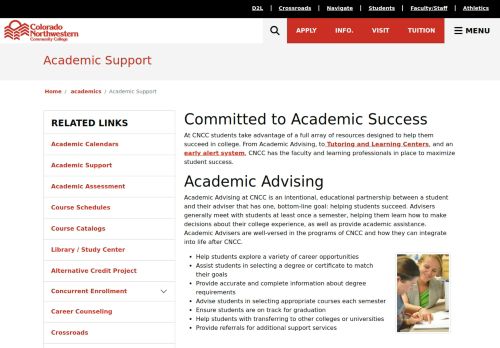 D2L Crossroads Navigate Students Faculty/Staff Athletics
Colorado
Northwestern
Community College
APPLY INFO. VISIT TUITION MENU
Academic Support
Home / academics / Academic Support
RELATED LINKS
Academic Calendars
Academic Support
Academic Assessment
Course Schedules
Course Catalogs
Library / Study Center
Alternative Credit Project
Concurrent Enrollment
Career Counseling
Crossroads
Committed to Academic Success
At CNCC students take advantage of a full array of resources designed to help them
succeed in college. From Academic Advising, to Tutoring and Learning Centers, and an
early alert system, CNCC has the faculty and learning professionals in place to maximize
student success.
Academic Advising
Academic Advising at CNCC is an intentional, educational partnership between a student
and their adviser that has one, bottom-line goal: helping students succeed. Advisers
generally meet with students at least once a semester, helping them learn how to make
decisions about their college experience, as well as provide academic assistance.
Academic Advisers are well-versed in the programs of CNCC and how they can integrate
into life after CNCC.
• Help students explore a variety of career opportunities
• Assist students in selecting a degree or certificate to match
their goals
• Provide accurate and complete information about degree
requirements
• Advise students in selecting appropriate courses each semester
• Ensure students are on track for graduation
• Help students with transferring to other colleges or universities
• Provide referrals for additional support services